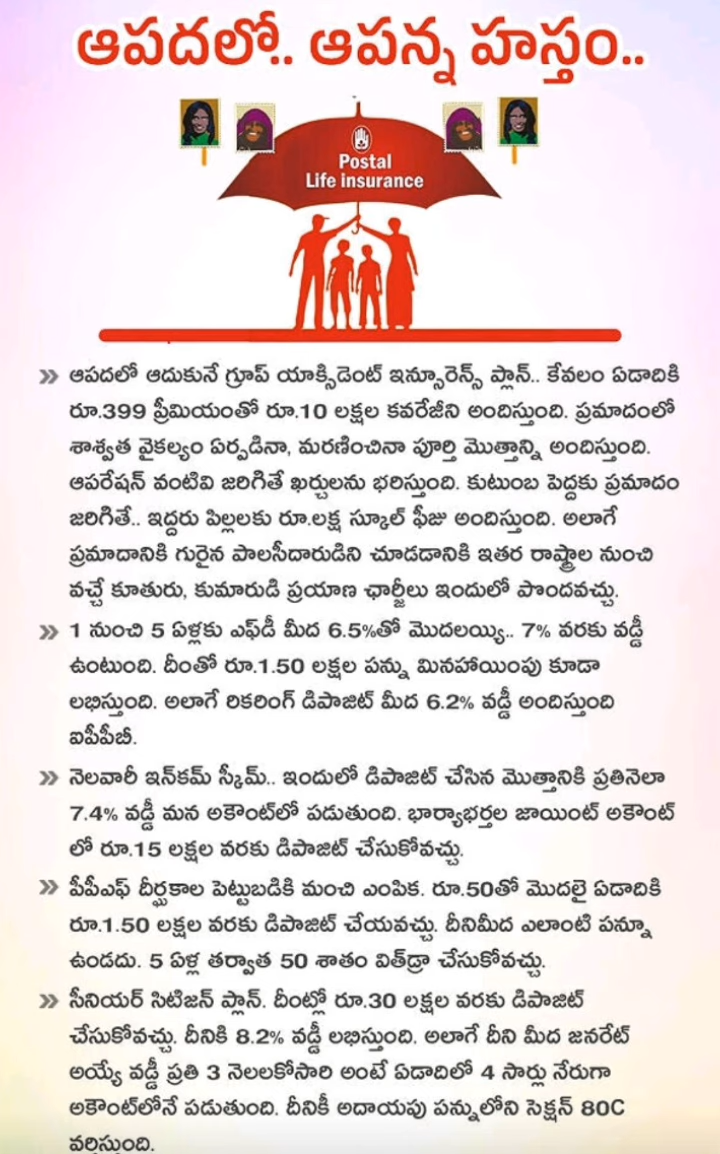 ఆపదలో.. ఆపన్న హస్తం..
Postal
Life insurance
» ఆపదలో ఆదుకునే గ్రూప్ యాక్సిడెంట్ ఇన్సూరెన్స్ ప్లాన్.. కేవలం ఏడాదికి
రూ.399 ప్రీమియంతో రూ.10 లక్షల కవరేజీని అందిస్తుంది. ప్రమాదంలో
శాశ్వత వైకల్యం ఏర్పడినా, మరణించినా పూర్తి మొత్తాన్ని అందిస్తుంది.
ఆపరేషన్ వంటివి జరిగితే ఖర్చులను భరిస్తుంది. కుటుంబ పెద్దకు ప్రమాదం
జరిగితే.. ఇద్దరు పిల్లలకు రూ.లక్ష స్కూల్ ఫీజు అందిస్తుంది. అలాగే
ప్రమాదానికి గురైన పాలసీదారుడిని చూడడానికి ఇతర రాష్ట్రాల నుంచి
వచ్చే కూతురు, కుమారుడి ప్రయాణ ఛార్జీలు ఇందులో పొందవచ్చు.
» 1 నుంచి 5 ఏళ్లకు ఎఫ్‌డీ మీద 6.5%తో మొదలయ్యి.. 7% వరకు వడ్డీ
ఉంటుంది. దీంతో రూ.1.50 లక్షల పన్ను మినహాయింపు కూడా
లభిస్తుంది. అలాగే రికరింగ్ డిపాజిట్ మీద 6.2% వడ్డీ అందిస్తుంది
ఐపీపీబీ.
» నెలవారీ ఇన్‌కమ్ స్కీమ్.. ఇందులో డిపాజిట్ చేసిన మొత్తానికి ప్రతినెలా
7.4% వడ్డీ మన అకౌంట్‌లో పడుతుంది. భార్యాభర్తల జాయింట్ అకౌంట్
లో రూ.15 లక్షల వరకు డిపాజిట్ చేసుకోవచ్చు.
» పీపీఎఫ్ దీర్ఘకాల పెట్టుబడికి మంచి ఎంపిక. రూ.50తో మొదలై ఏడాదికి
రూ.1.50 లక్షల వరకు డిపాజిట్ చేయవచ్చు. దీనిమీద ఎలాంటి పన్నూ
ఉండదు. 5 ఏళ్ల తర్వాత 50 శాతం విత్‌డ్రా చేసుకోవచ్చు.
» సీనియర్ సిటిజన్ ప్లాన్. దీంట్లో రూ.30 లక్షల వరకు డిపాజిట్
చేసుకోవచ్చు. దీనికి 8.2% వడ్డీ లభిస్తుంది. అలాగే దీని మీద జనరేట్
అయ్యే వడ్డీ ప్రతి 3 నెలలకోసారి అంటే ఏడాదిలో 4 సార్లు నేరుగా
అకౌంట్‌లోనే పడుతుంది. దీనికీ ఆదాయపు పన్నులోని సెక్షన్ 80C
వర్తిస్తుంది.